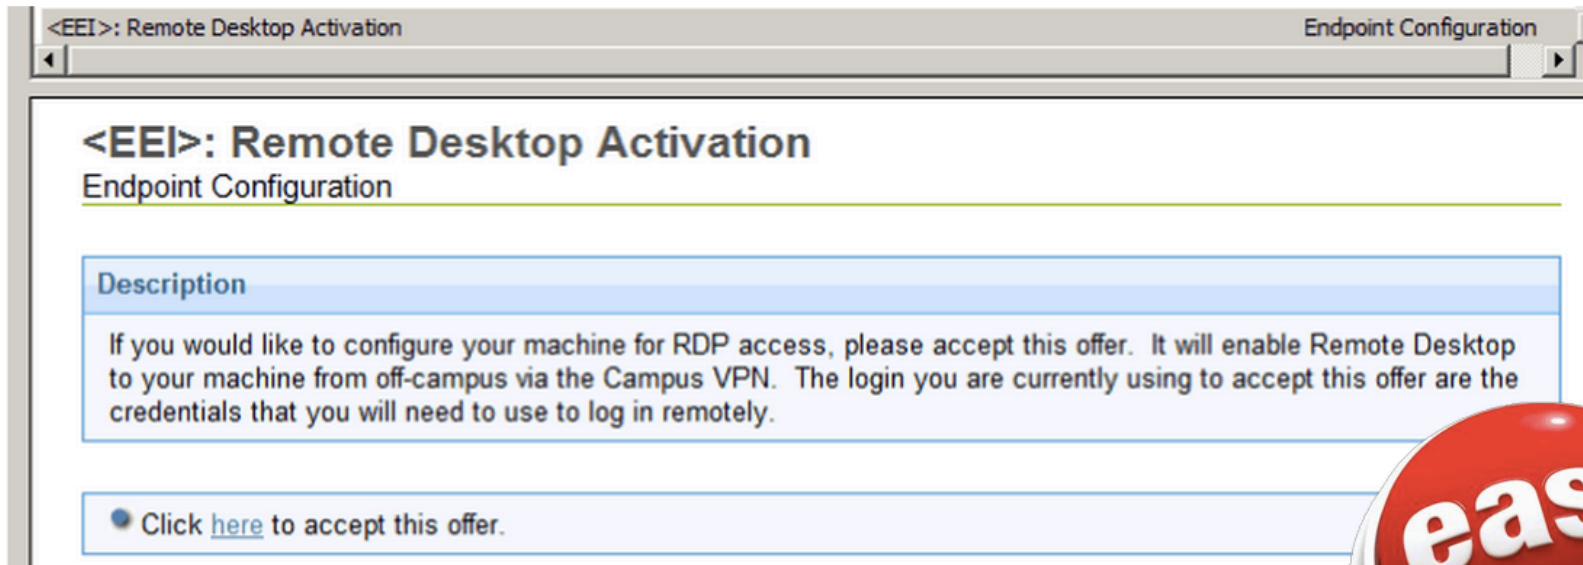 <EEI>: Remote Desktop Activation Endpoint Configuration
<EEI>: Remote Desktop Activation
Endpoint Configuration
Description
If you would like to configure your machine for RDP access, please accept this offer. It will enable Remote Desktop
to your machine from off-campus via the Campus VPN. The login you are currently using to accept this offer are the
credentials that you will need to use to log in remotely.
Click here to accept this offer.
eas